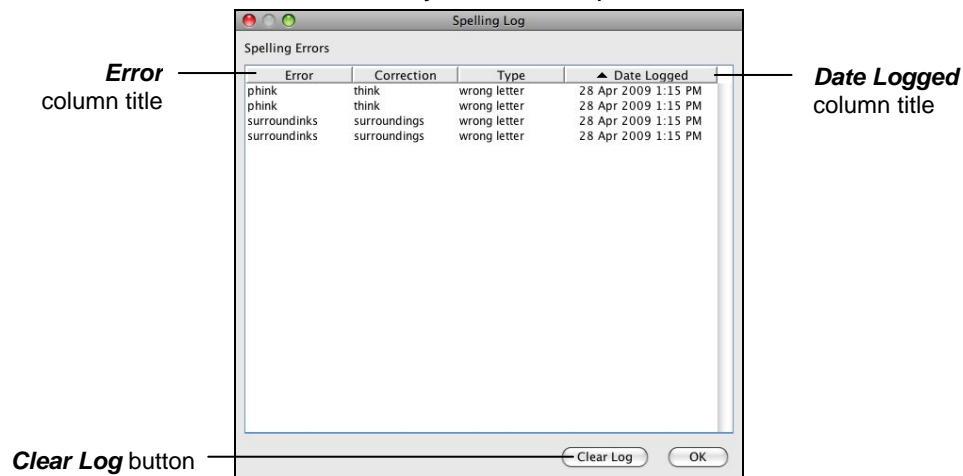 Spelling Log
Spelling Errors
Error Correction Type ▲ Date Logged
phink think wrong letter 28 Apr 2009 1:15 PM
phink think wrong letter 28 Apr 2009 1:15 PM
surroundinks surroundings wrong letter 28 Apr 2009 1:15 PM
surroundinks surroundings wrong letter 28 Apr 2009 1:15 PM
Error
column title
Date Logged
column title
Clear Log button
Clear Log OK